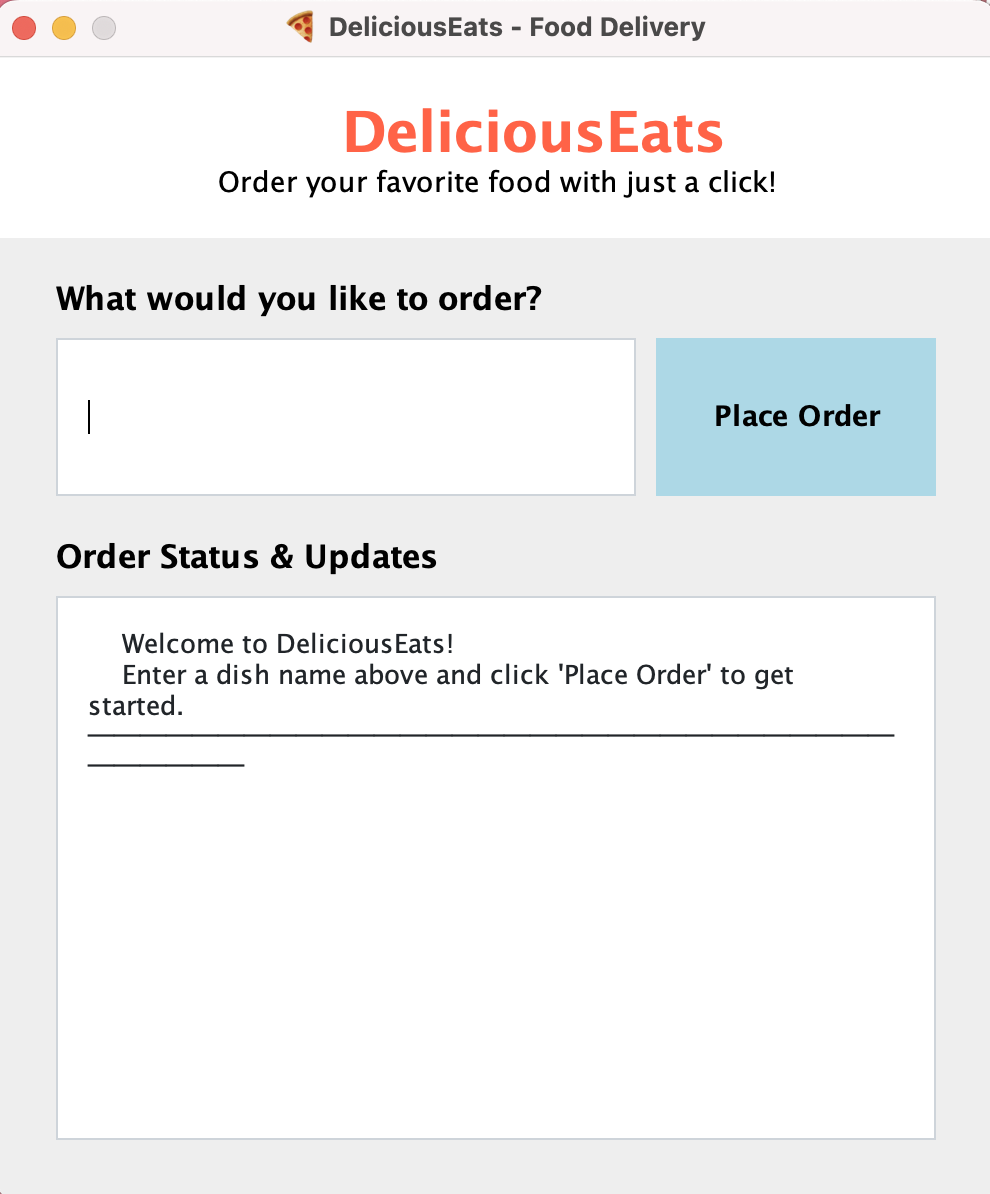 DeliciousEats - Food Delivery
DeliciousEats
Order your favorite food with just a click!
What would you like to order?
Place Order
Order Status & Updates
Welcome to DeliciousEats!
Enter a dish name above and click 'Place Order' to get
started.